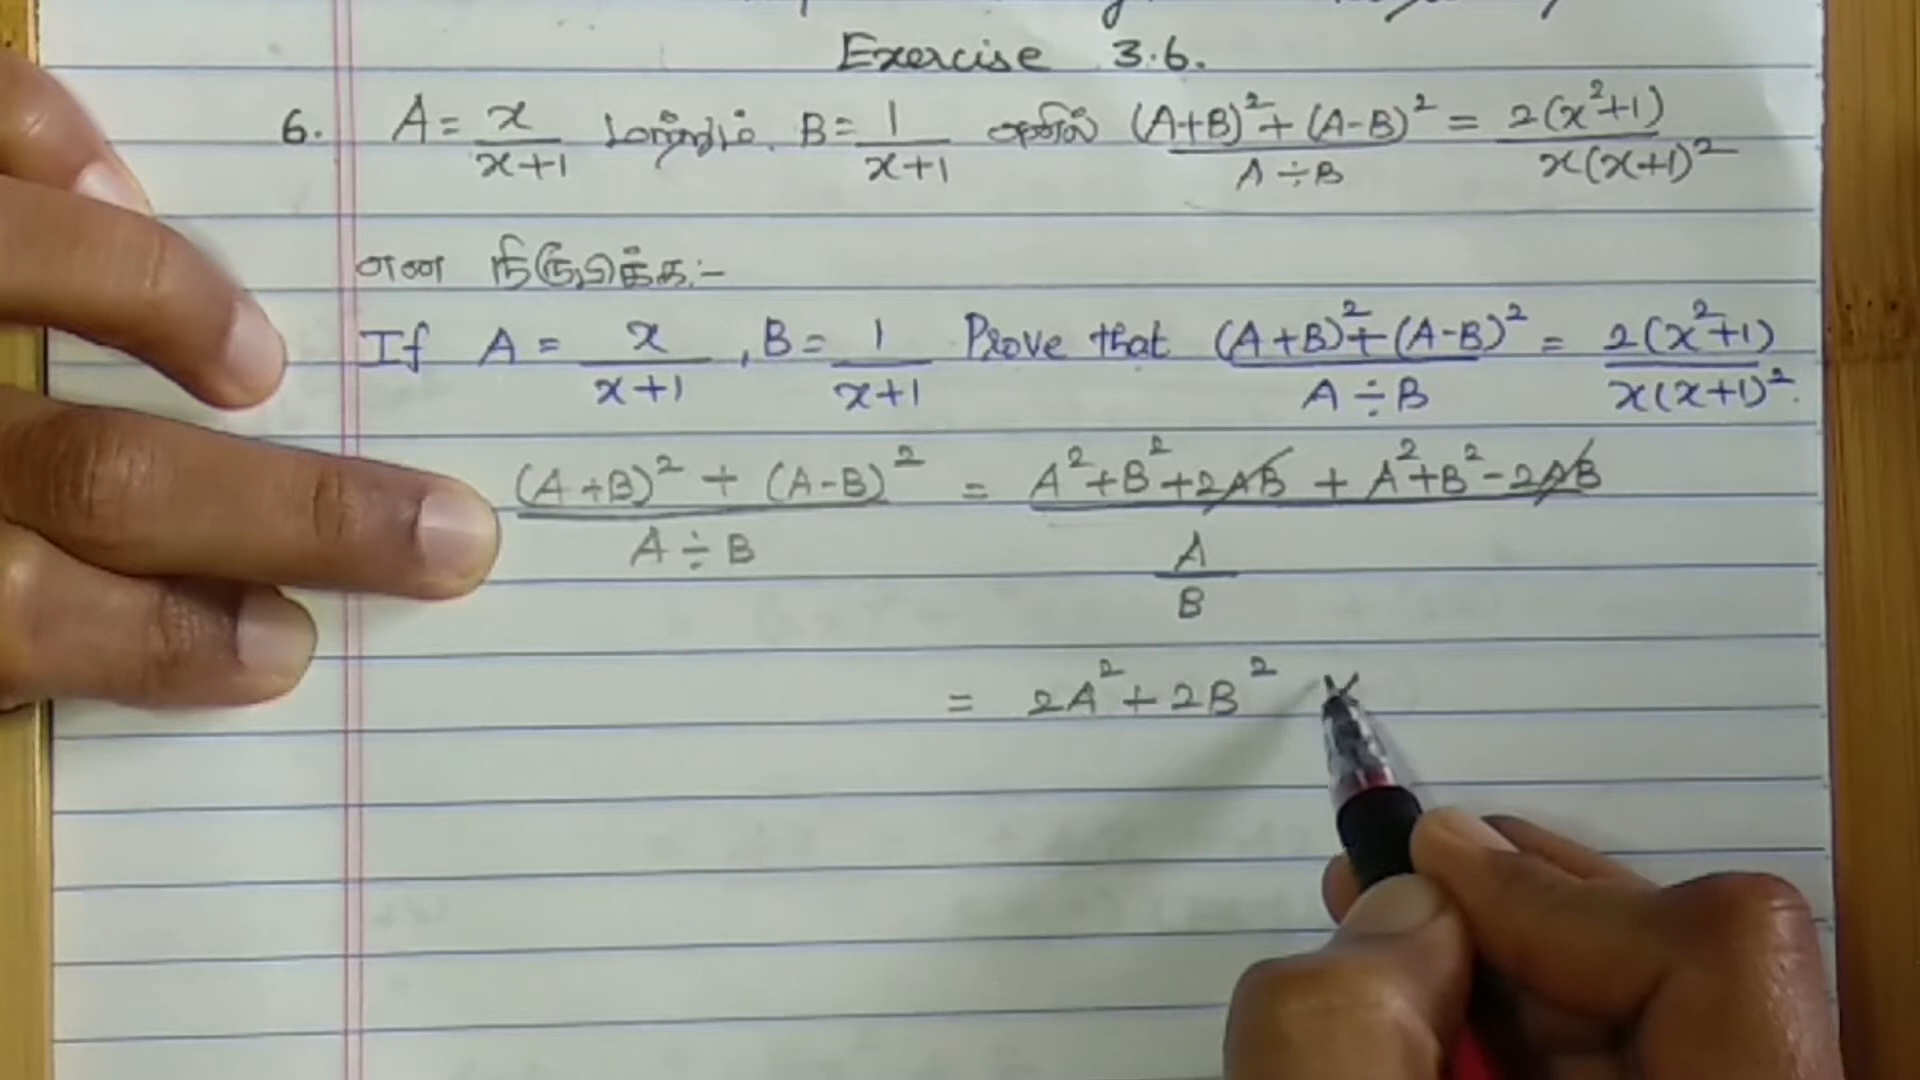 Exercise 3.6.
6. A = x/(x+1) மற்றும். B = 1/(x+1) எனில் ((A+B)² + (A-B)²)/(A÷B) = 2(x²+1)/(x(x+1)²)
என நிரூபிக்க:-
If A = x/(x+1), B = 1/(x+1) Prove that ((A+B)² + (A-B)²)/(A÷B) = 2(x²+1)/(x(x+1)²).
((A+B)² + (A-B)²)/(A÷B) = (A²+B²+2AB + A²+B²-2AB)/(A/B)
= 2A² + 2B² ×